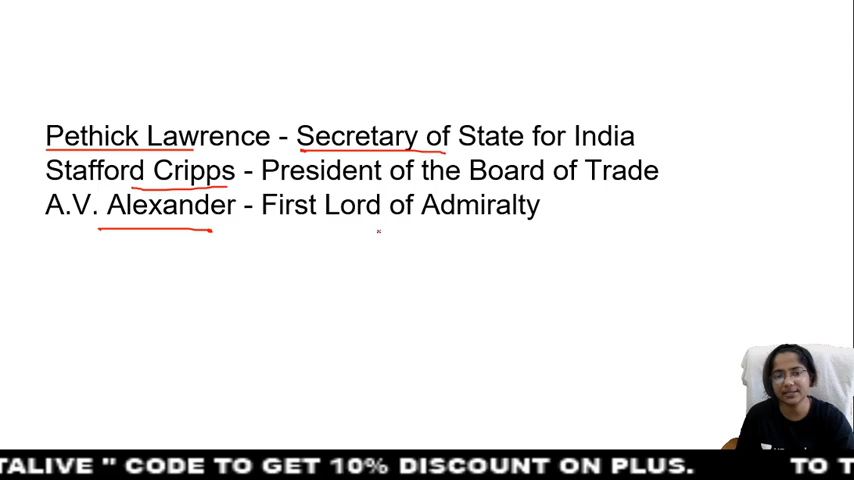 Pethick Lawrence - Secretary of State for India
Stafford Cripps - President of the Board of Trade
A.V. Alexander - First Lord of Admiralty
TALIVE " CODE TO GET 10% DISCOUNT ON PLUS. TO T